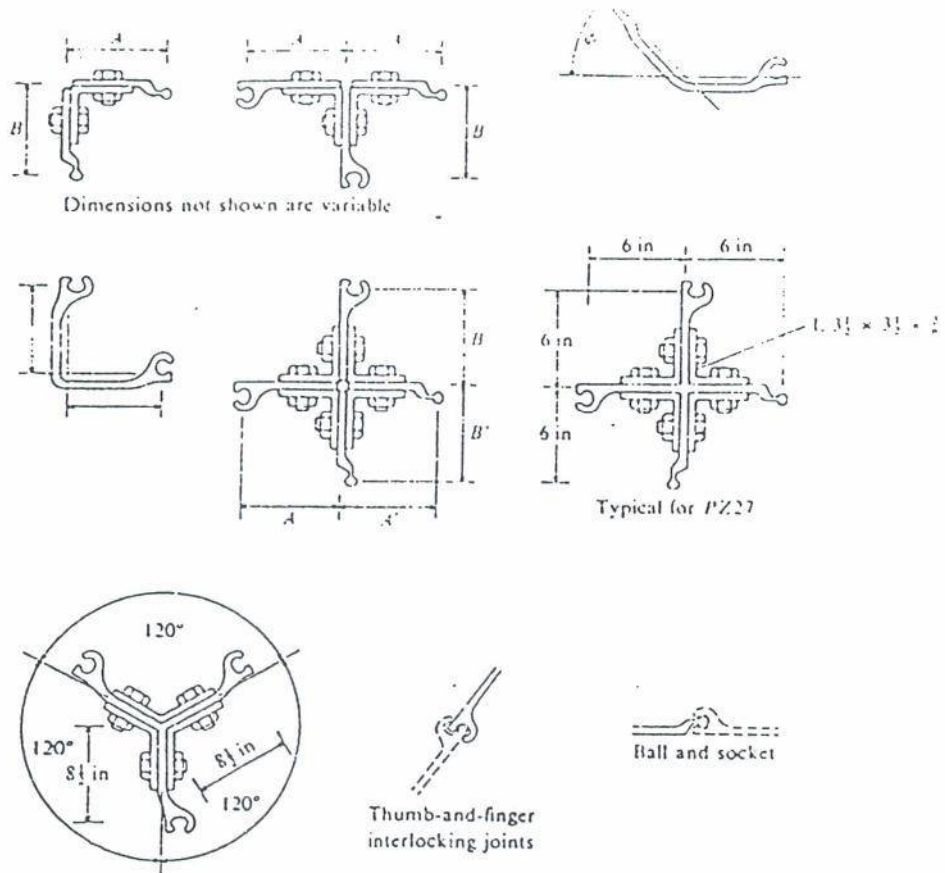 A
B
B
Dimensions not shown are variable
6 in
6 in
6 in
6 in
B
B'
A
A'
Typical for PZ27
120°
120°
120°
8½ in
8½ in
Thumb-and-finger
interlocking joints
Ball and socket